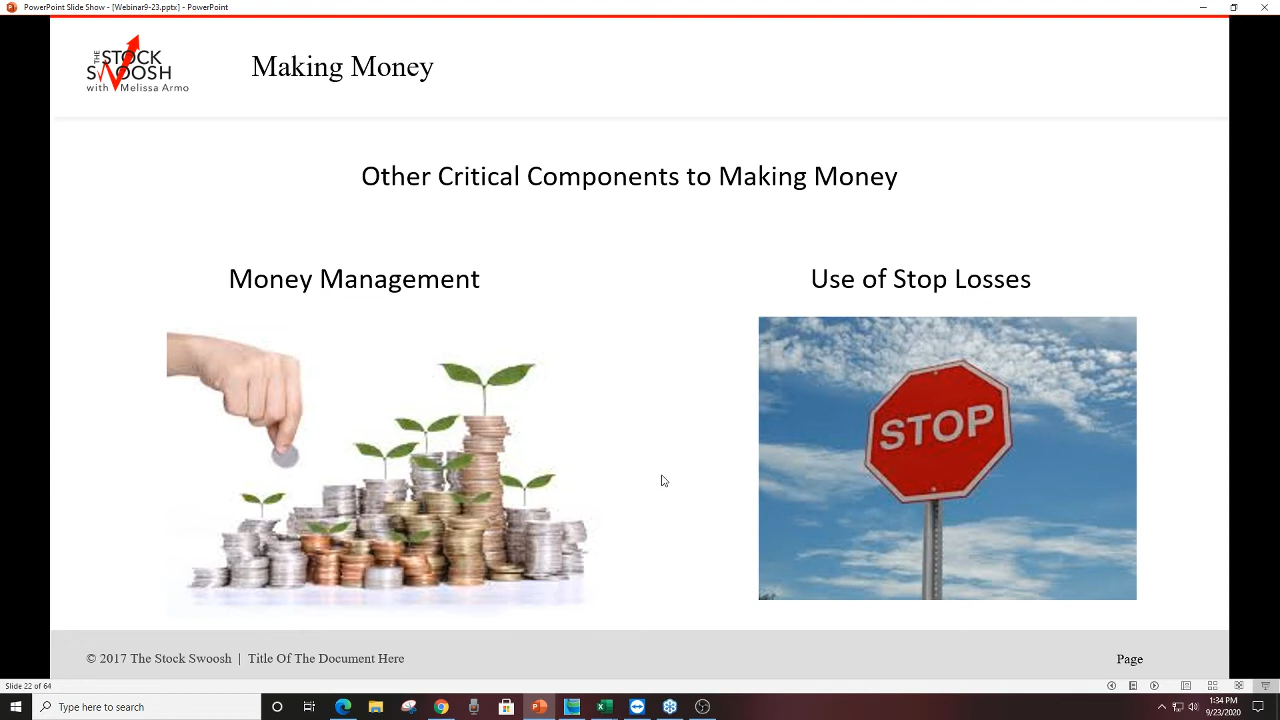 PowerPoint Slide Show - [Webinar9-23.pptx] - PowerPoint
THE STOCK
SWOOSH
with Melissa Armo
Making Money
Other Critical Components to Making Money
Money Management
Use of Stop Losses
STOP
© 2017 The Stock Swoosh | Title Of The Document Here
Page
Slide 22 of 64
Type here to search
1:34 PM
9/23/2020